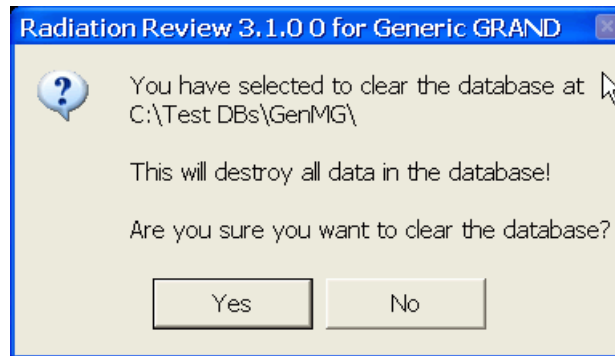 Radiation Review 3.1.0 0 for Generic GRAND
You have selected to clear the database at
C:\Test DBs\GenMG\
This will destroy all data in the database!
Are you sure you want to clear the database?
Yes
No